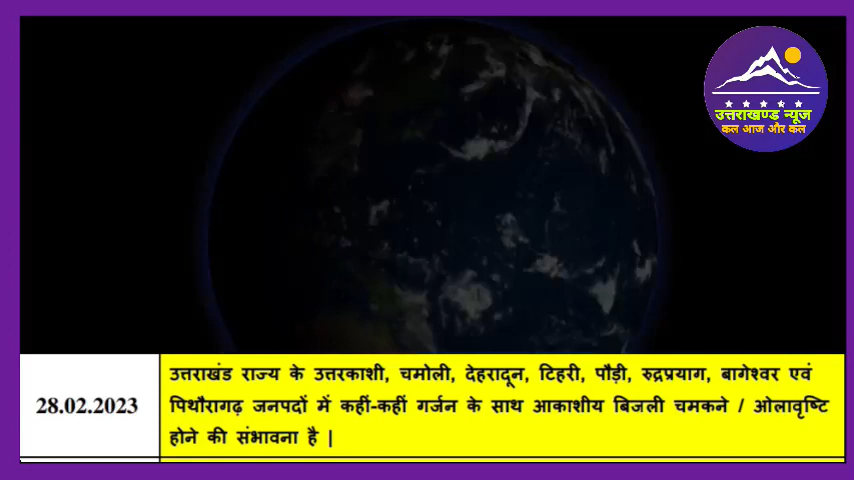 उत्तराखण्ड न्यूज
कल आज और कल
28.02.2023
उत्तराखंड राज्य के उत्तरकाशी, चमोली, देहरादून, टिहरी, पौड़ी, रुद्रप्रयाग, बागेश्वर एवं
पिथौरागढ़ जनपदों में कहीं-कहीं गर्जन के साथ आकाशीय बिजली चमकने / ओलावृष्टि
होने की संभावना है |